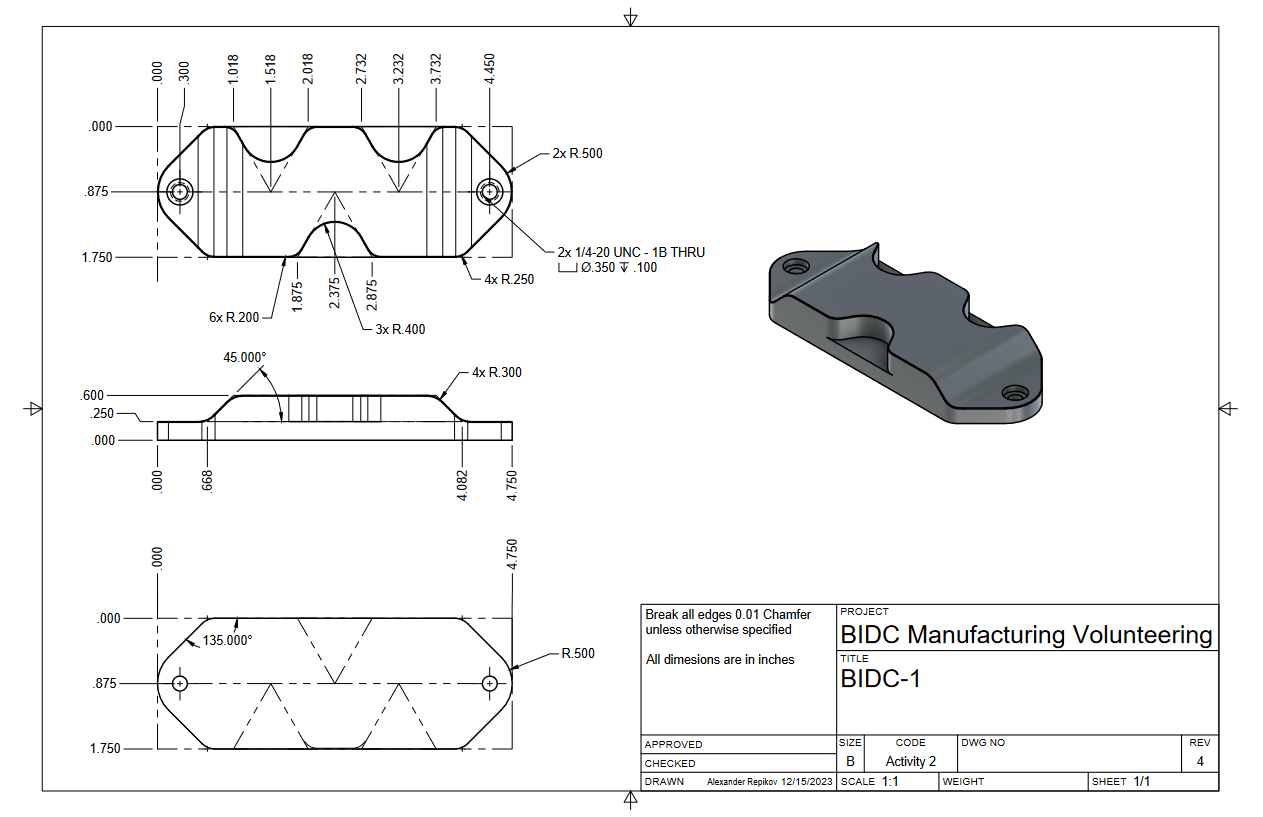 .000
.300
1.018
1.518
2.018
2.732
3.232
3.732
4.450
.000
2x R.500
.875
2x 1/4-20 UNC - 1B THRU
⌴ Ø.350 ↧ .100
1.750
4x R.250
1.875
2.375
2.875
6x R.200
3x R.400
45.000°
4x R.300
.600
.250
.000
.000
.668
4.082
4.750
.000
4.750
.000
135.000°
R.500
.875
1.750
Break all edges 0.01 Chamfer
unless otherwise specified
All dimesions are in inches
PROJECT
BIDC Manufacturing Volunteering
TITLE
BIDC-1
APPROVED
CHECKED
DRAWN Alexander Repikov 12/15/2023
SIZE
B
CODE
Activity 2
DWG NO
REV
4
SCALE 1:1
WEIGHT
SHEET 1/1